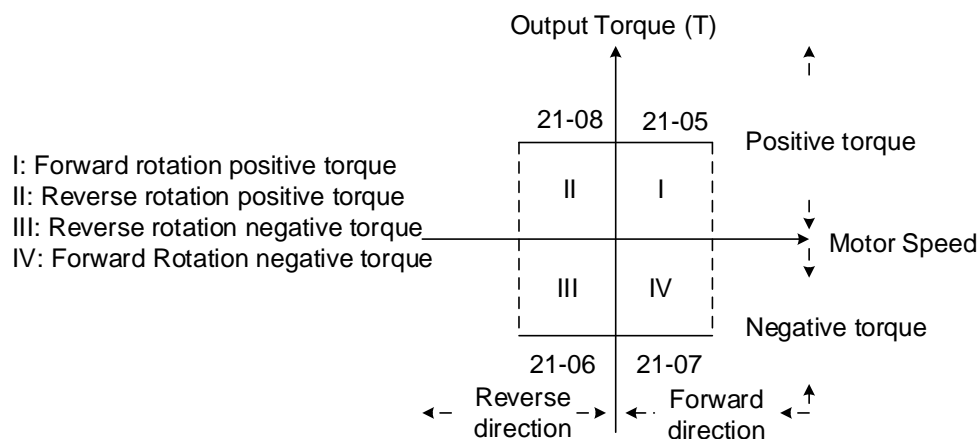 Output Torque (T)
21-08
21-05
Positive torque
I: Forward rotation positive torque
II: Reverse rotation positive torque
III: Reverse rotation negative torque
IV: Forward Rotation negative torque
II
I
Motor Speed
III
IV
Negative torque
21-06
21-07
Reverse
direction
Forward
direction